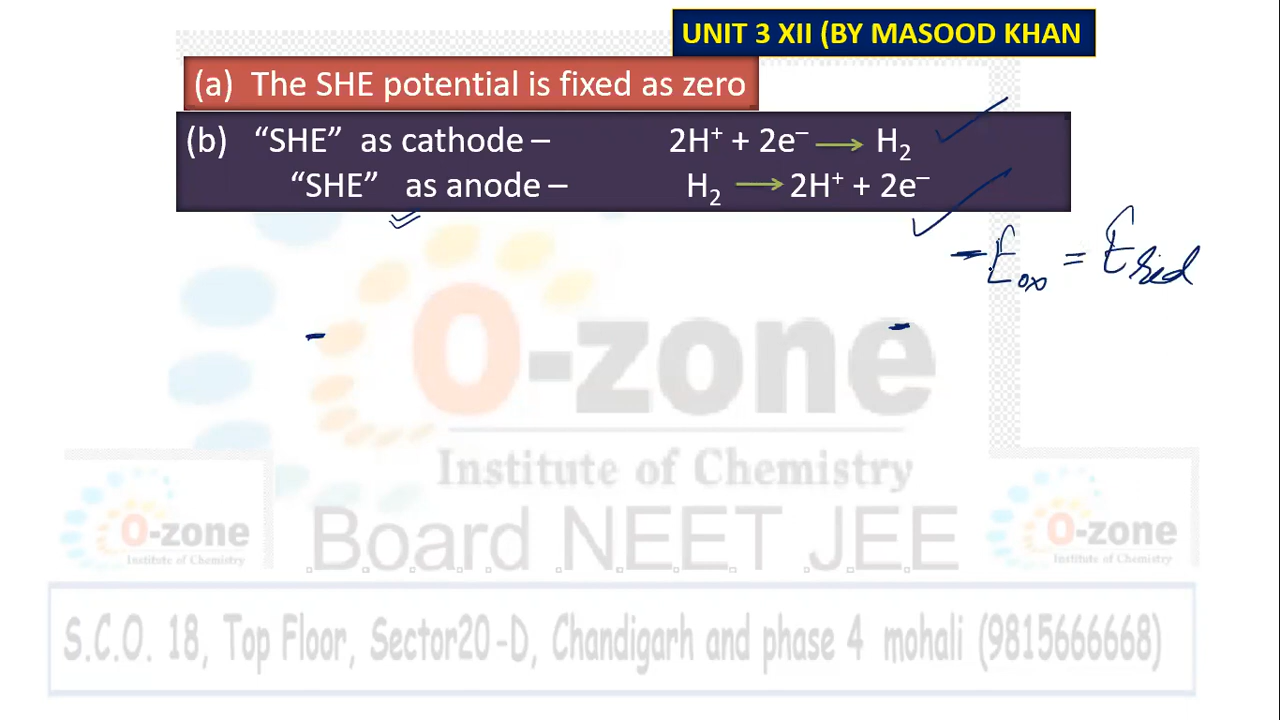 UNIT 3 XII (BY MASOOD KHAN
(a) The SHE potential is fixed as zero
(b) “SHE” as cathode – 2H⁺ + 2e⁻ → H₂
“SHE” as anode – H₂ → 2H⁺ + 2e⁻
- Eox = Ered
O-zone
Institute of Chemistry
Board NEET JEE
O-zone
Institute of Chemistry
O-zone
Institute of Chemistry
S.C.O. 18, Top Floor, Sector20-D, Chandigarh and phase 4 mohali (9815666668)